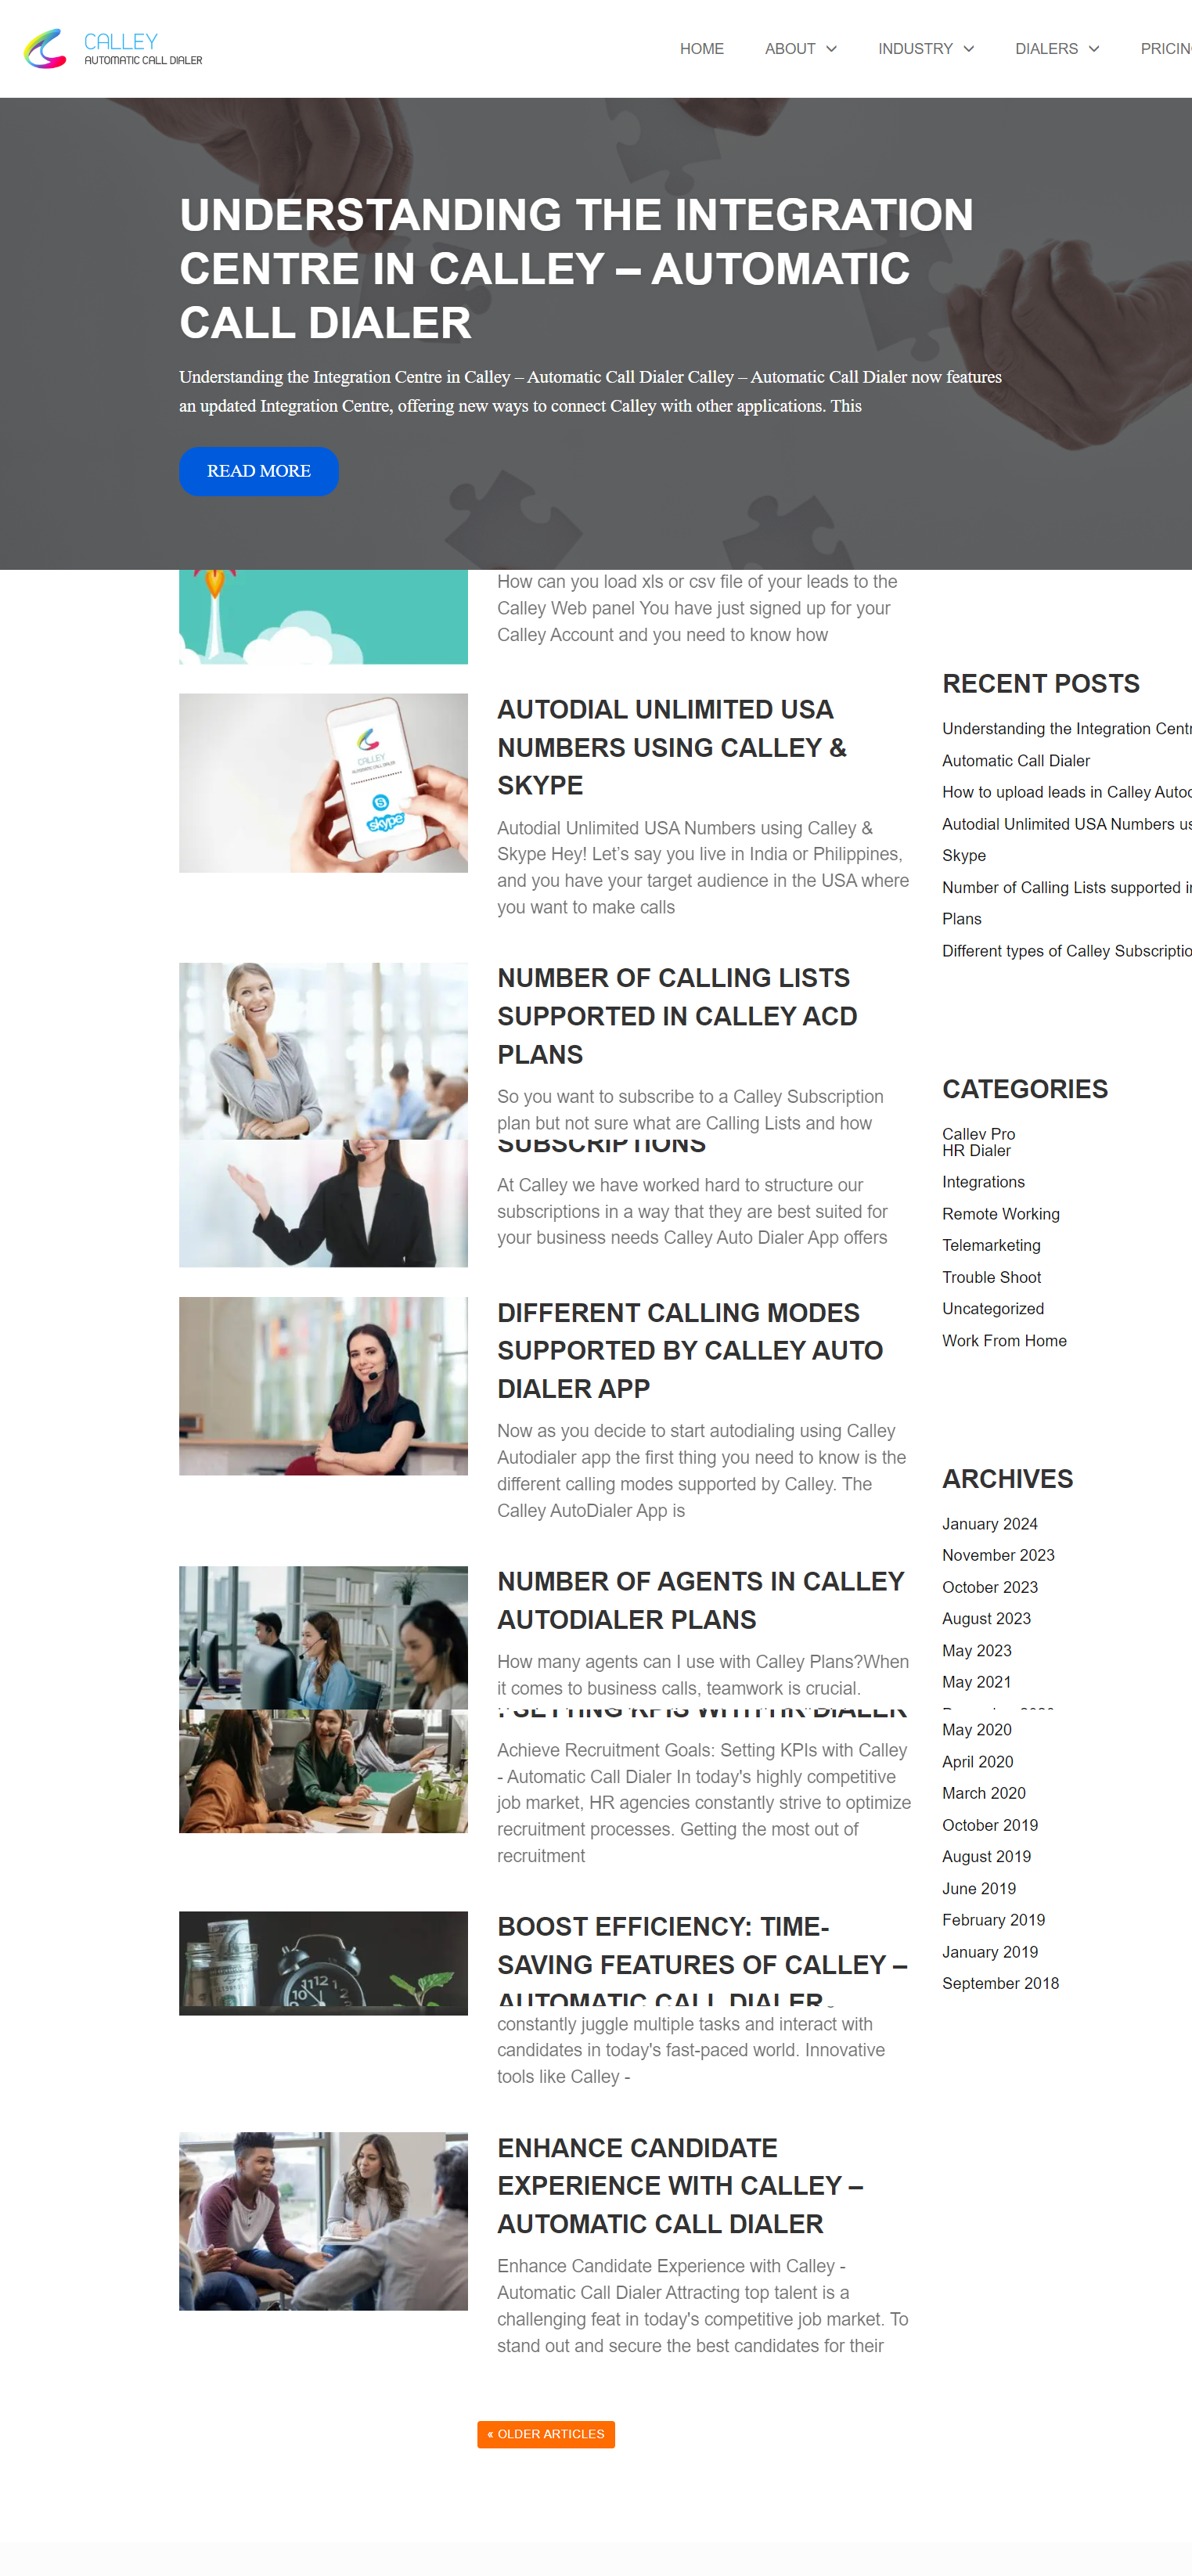 CALLEY
AUTOMATIC CALL DIALER
HOME
ABOUT
INDUSTRY
DIALERS
UNDERSTANDING THE INTEGRATION
CENTRE IN CALLEY – AUTOMATIC
CALL DIALER
Understanding the Integration Centre in Calley – Automatic Call Dialer Calley – Automatic Call Dialer now features
an updated Integration Centre, offering new ways to connect Calley with other applications. This
READ MORE
How can you load xls or csv file of your leads to the
Calley Web panel You have just signed up for your
Calley Account and you need to know how
AUTODIAL UNLIMITED USA
NUMBERS USING CALLEY &
SKYPE
Autodial Unlimited USA Numbers using Calley &
Skype Hey! Let’s say you live in India or Philippines,
and you have your target audience in the USA where
you want to make calls
CALLEY
AUTOMATIC CALL DIALER
skype
NUMBER OF CALLING LISTS
SUPPORTED IN CALLEY ACD
PLANS
So you want to subscribe to a Calley Subscription
plan but not sure what are Calling Lists and how
SUBSCRIPTIONS
At Calley we have worked hard to structure our
subscriptions in a way that they are best suited for
your business needs Calley Auto Dialer App offers
DIFFERENT CALLING MODES
SUPPORTED BY CALLEY AUTO
DIALER APP
Now as you decide to start autodialing using Calley
Autodialer app the first thing you need to know is the
different calling modes supported by Calley. The
Calley AutoDialer App is
NUMBER OF AGENTS IN CALLEY
AUTODIALER PLANS
How many agents can I use with Calley Plans?When
it comes to business calls, teamwork is crucial.
: SETTING KPIS WITH HR DIALER
Achieve Recruitment Goals: Setting KPIs with Calley
- Automatic Call Dialer In today's highly competitive
job market, HR agencies constantly strive to optimize
recruitment processes. Getting the most out of
recruitment
BOOST EFFICIENCY: TIME-
SAVING FEATURES OF CALLEY –
AUTOMATIC CALL DIALER
constantly juggle multiple tasks and interact with
candidates in today's fast-paced world. Innovative
tools like Calley -
ENHANCE CANDIDATE
EXPERIENCE WITH CALLEY –
AUTOMATIC CALL DIALER
Enhance Candidate Experience with Calley -
Automatic Call Dialer Attracting top talent is a
challenging feat in today's competitive job market. To
stand out and secure the best candidates for their
« OLDER ARTICLES
RECENT POSTS
Understanding the Integration
Automatic Call Dialer
How to upload leads in Calley
Autodial Unlimited USA Numbers
Skype
Number of Calling Lists supported
Plans
Different types of Calley
CATEGORIES
Calley Pro
HR Dialer
Integrations
Remote Working
Telemarketing
Trouble Shoot
Uncategorized
Work From Home
ARCHIVES
January 2024
November 2023
October 2023
August 2023
May 2023
May 2021
May 2020
April 2020
March 2020
October 2019
August 2019
June 2019
February 2019
January 2019
September 2018